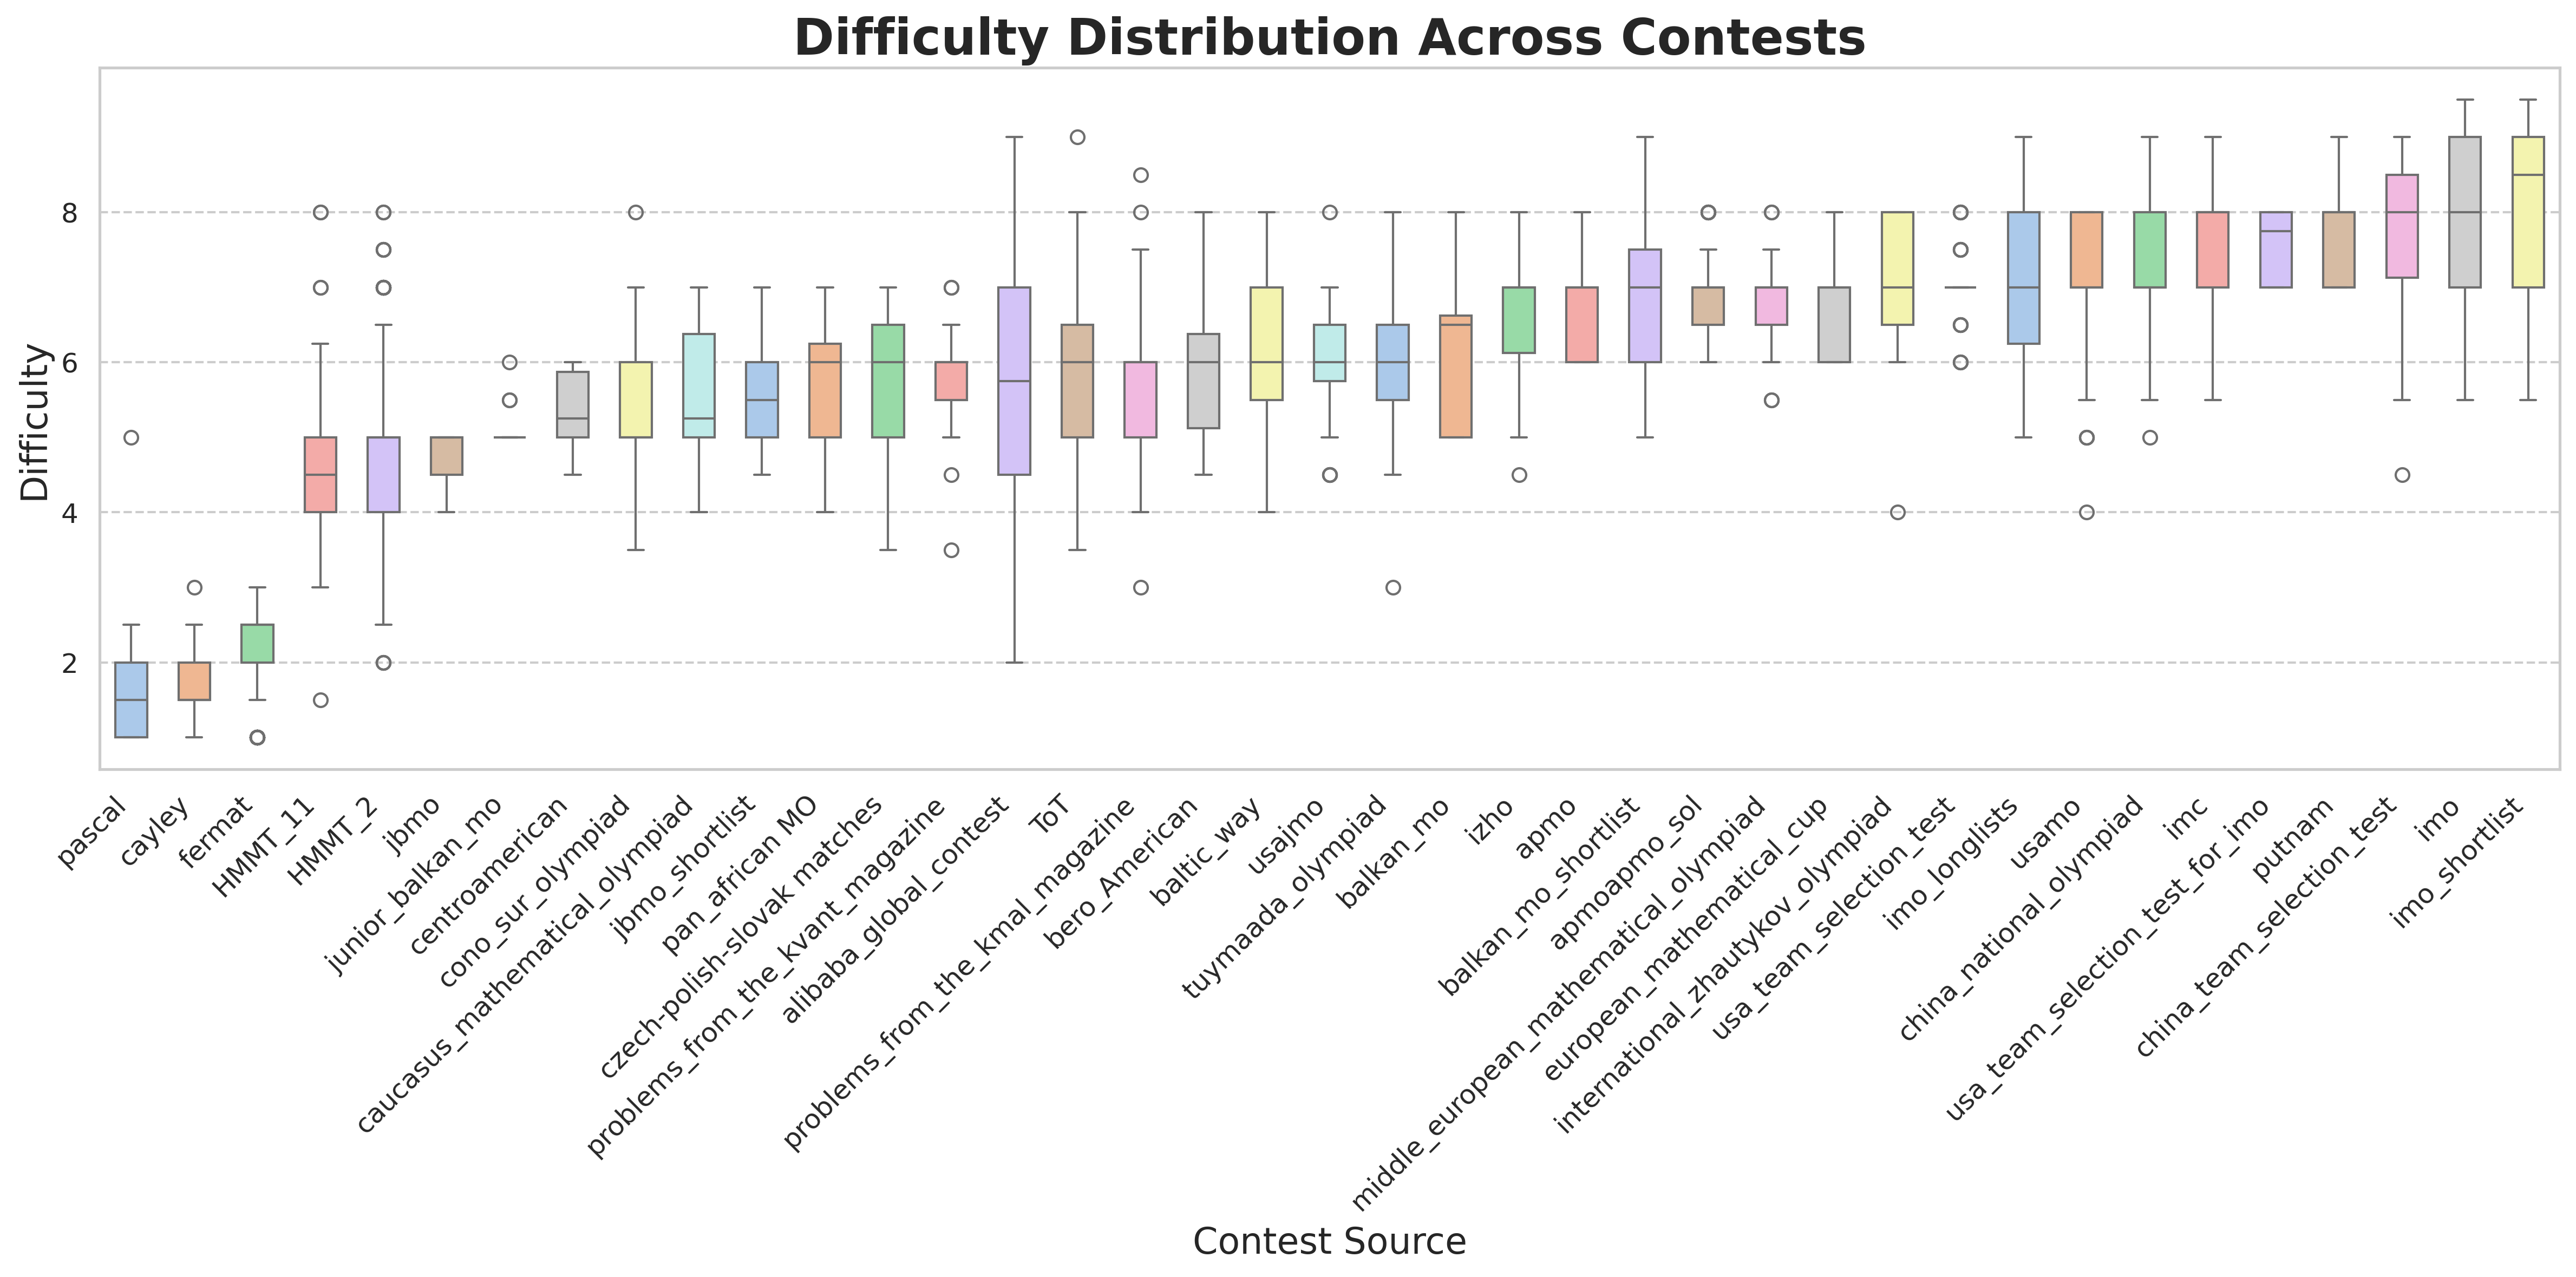 Difficulty Distribution Across Contests
Difficulty
8
6
4
2
pascal
cayley
fermat
HMMT_11
HMMT_2
jbmo
junior_balkan_mo
centroamerican
cono_sur_olympiad
caucasus_mathematical_olympiad
jbmo_shortlist
pan_african MO
czech-polish-slovak matches
problems_from_the_kvant_magazine
alibaba_global_contest
ToT
problems_from_the_kmal_magazine
bero_American
baltic_way
usajmo
tuymaada_olympiad
balkan_mo
izho
apmo
balkan_mo_shortlist
apmoapmo_sol
middle_european_mathematical_olympiad
european_mathematical_cup
international_zhautykov_olympiad
usa_team_selection_test
imo_longlists
usamo
china_national_olympiad
imc
usa_team_selection_test_for_imo
putnam
china_team_selection_test
imo
imo_shortlist
Contest Source